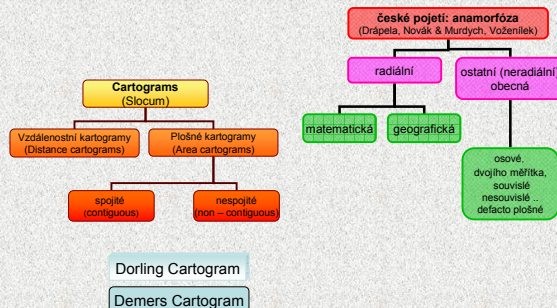 české pojetí: anamorfóza
(Drápela, Novák & Murdych, Voženílek)
radiální
ostatní (neradiální)
obecná
matematická
geografická
osové,
dvojího měřítka,
souvislé
nesouvislé ..
defacto plošné
Cartograms
(Slocum)
Vzdálenostní kartogramy
(Distance cartograms)
Plošné kartogramy
(Area cartograms)
spojité
(contiguous)
nespojité
(non – contiguous)
Dorling Cartogram
Demers Cartogram